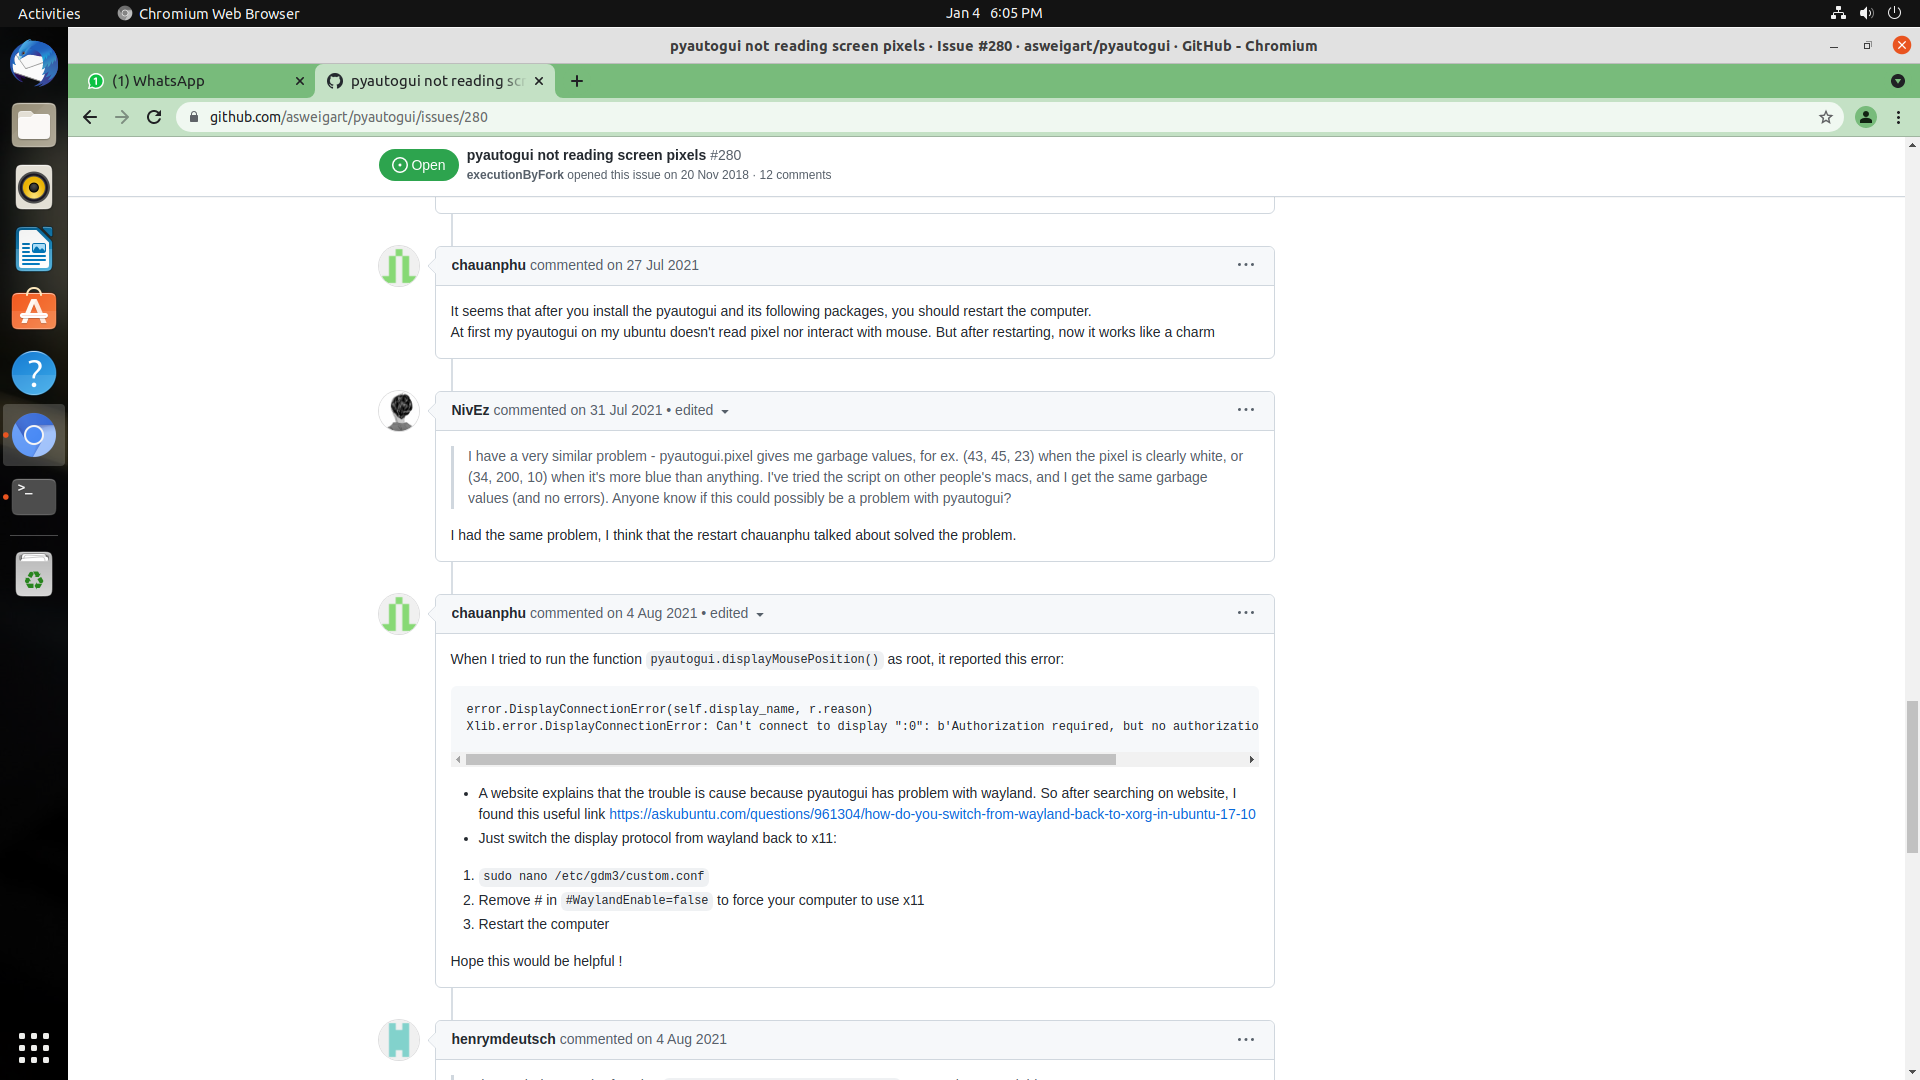 Activities
Chromium Web Browser
Jan 4 6:05 PM
pyautogui not reading screen pixels · Issue #280 · asweigart/pyautogui · GitHub - Chromium
(1) WhatsApp
pyautogui not reading scr
github.com/asweigart/pyautogui/issues/280
Open
pyautogui not reading screen pixels #280
executionByFork opened this issue on 20 Nov 2018 · 12 comments
chauanphu commented on 27 Jul 2021
It seems that after you install the pyautogui and its following packages, you should restart the computer.
At first my pyautogui on my ubuntu doesn't read pixel nor interact with mouse. But after restarting, now it works like a charm
NivEz commented on 31 Jul 2021 • edited
I have a very similar problem - pyautogui.pixel gives me garbage values, for ex. (43, 45, 23) when the pixel is clearly white, or
(34, 200, 10) when it's more blue than anything. I've tried the script on other people's macs, and I get the same garbage
values (and no errors). Anyone know if this could possibly be a problem with pyautogui?
I had the same problem, I think that the restart chauanphu talked about solved the problem.
chauanphu commented on 4 Aug 2021 • edited
When I tried to run the function pyautogui.displayMousePosition() as root, it reported this error:
error.DisplayConnectionError(self.display_name, r.reason)
Xlib.error.DisplayConnectionError: Can't connect to display ":0": b'Authorization required, but no authorizatio
• A website explains that the trouble is cause because pyautogui has problem with wayland. So after searching on website, I
found this useful link https://askubuntu.com/questions/961304/how-do-you-switch-from-wayland-back-to-xorg-in-ubuntu-17-10
• Just switch the display protocol from wayland back to x11:
1. sudo nano /etc/gdm3/custom.conf
2. Remove # in #WaylandEnable=false to force your computer to use x11
3. Restart the computer
Hope this would be helpful !
henrymdeutsch commented on 4 Aug 2021